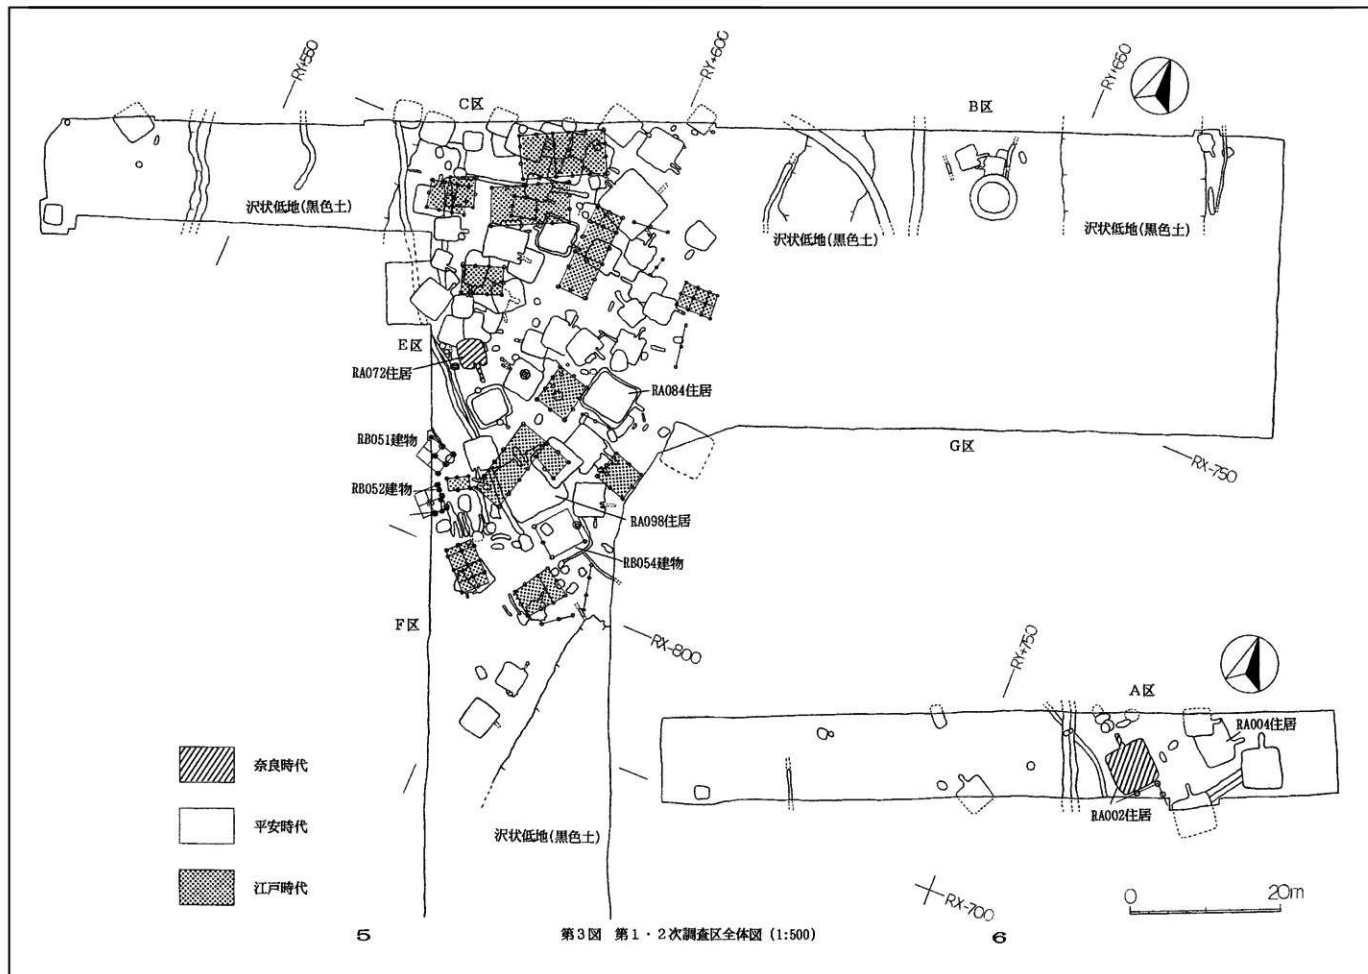 RY+550
C区
RY+600
B区
RY+650
沢状低地(黒色土)
沢状低地(黒色土)
沢状低地(黒色土)
E区
RA072住居
RA084住居
RB051建物
G区
RX-750
RB052建物
RA098住居
RB054建物
F区
RX-800
RY+750
A区
RA004住居
RA002住居
奈良時代
平安時代
江戸時代
沢状低地(黒色土)
RX-700
0 20m
5
第3図 第1・2次調査区全体図 (1:500)
6